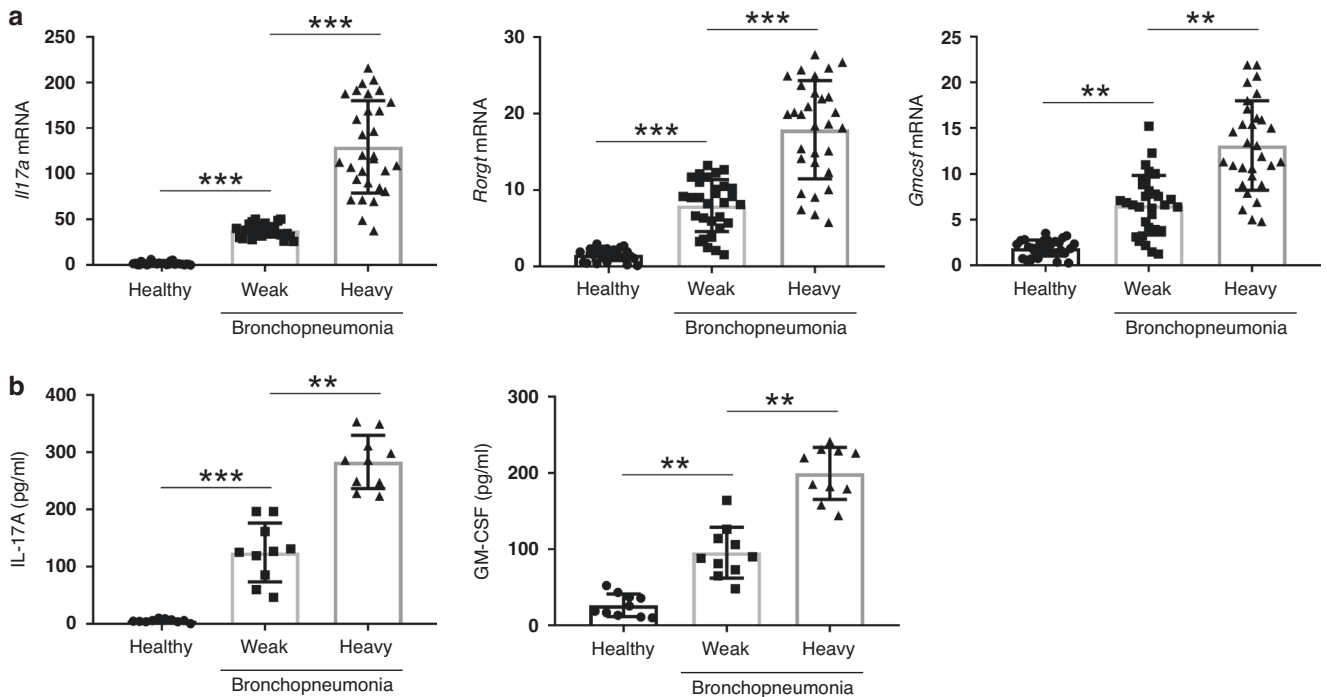 a
Il17a mRNA
250
200
150
100
50
0
***
***
Healthy
Weak
Heavy
Bronchopneumonia
Rorgt mRNA
30
20
10
0
***
***
Healthy
Weak
Heavy
Bronchopneumonia
Gmcsf mRNA
25
20
15
10
5
0
**
**
Healthy
Weak
Heavy
Bronchopneumonia
b
IL-17A (pg/ml)
400
300
200
100
0
***
**
Healthy
Weak
Heavy
Bronchopneumonia
GM-CSF (pg/ml)
300
200
100
0
**
**
Healthy
Weak
Heavy
Bronchopneumonia